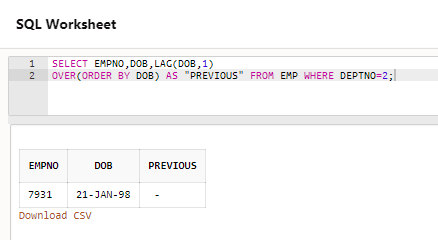 SQL Worksheet
1 SELECT EMPNO,DOB,LAG(DOB,1)
2 OVER(ORDER BY DOB) AS "PREVIOUS" FROM EMP WHERE DEPTNO=2;
EMPNO DOB PREVIOUS
7931 21-JAN-98 -
Download CSV